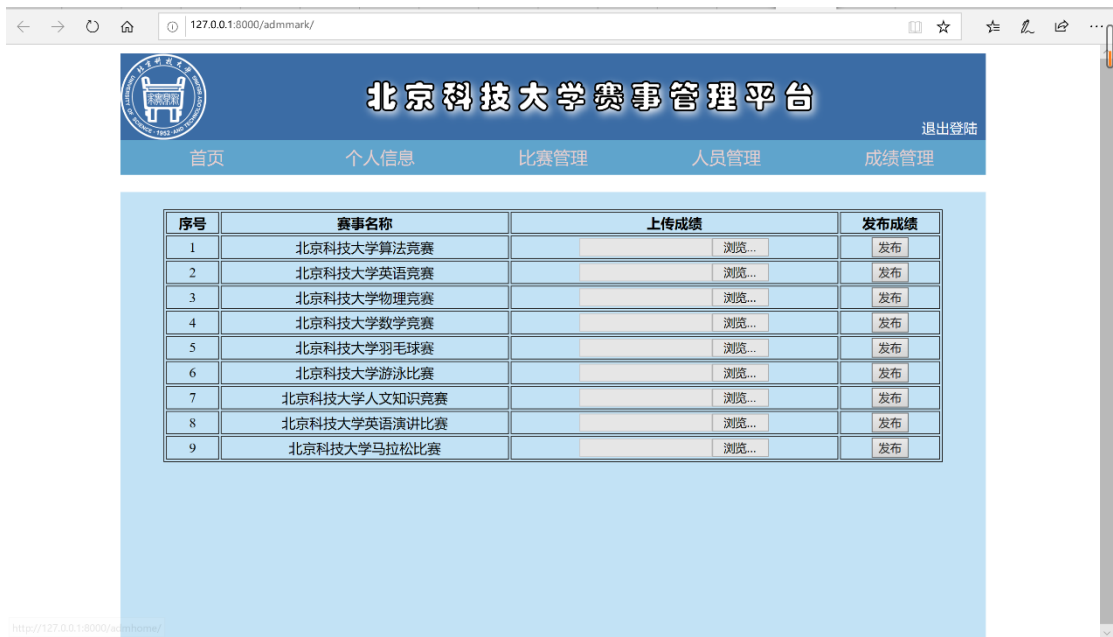 127.0.0.1:8000/admmark/
北京科技大学赛事管理平台
退出登陆
首页 个人信息 比赛管理 人员管理 成绩管理
序号 赛事名称 上传成绩 发布成绩
1 北京科技大学算法竞赛 浏览... 发布
2 北京科技大学英语竞赛 浏览... 发布
3 北京科技大学物理竞赛 浏览... 发布
4 北京科技大学数学竞赛 浏览... 发布
5 北京科技大学羽毛球赛 浏览... 发布
6 北京科技大学游泳比赛 浏览... 发布
7 北京科技大学人文知识竞赛 浏览... 发布
8 北京科技大学英语演讲比赛 浏览... 发布
9 北京科技大学马拉松比赛 浏览... 发布
http://127.0.0.1:8000/admhome/